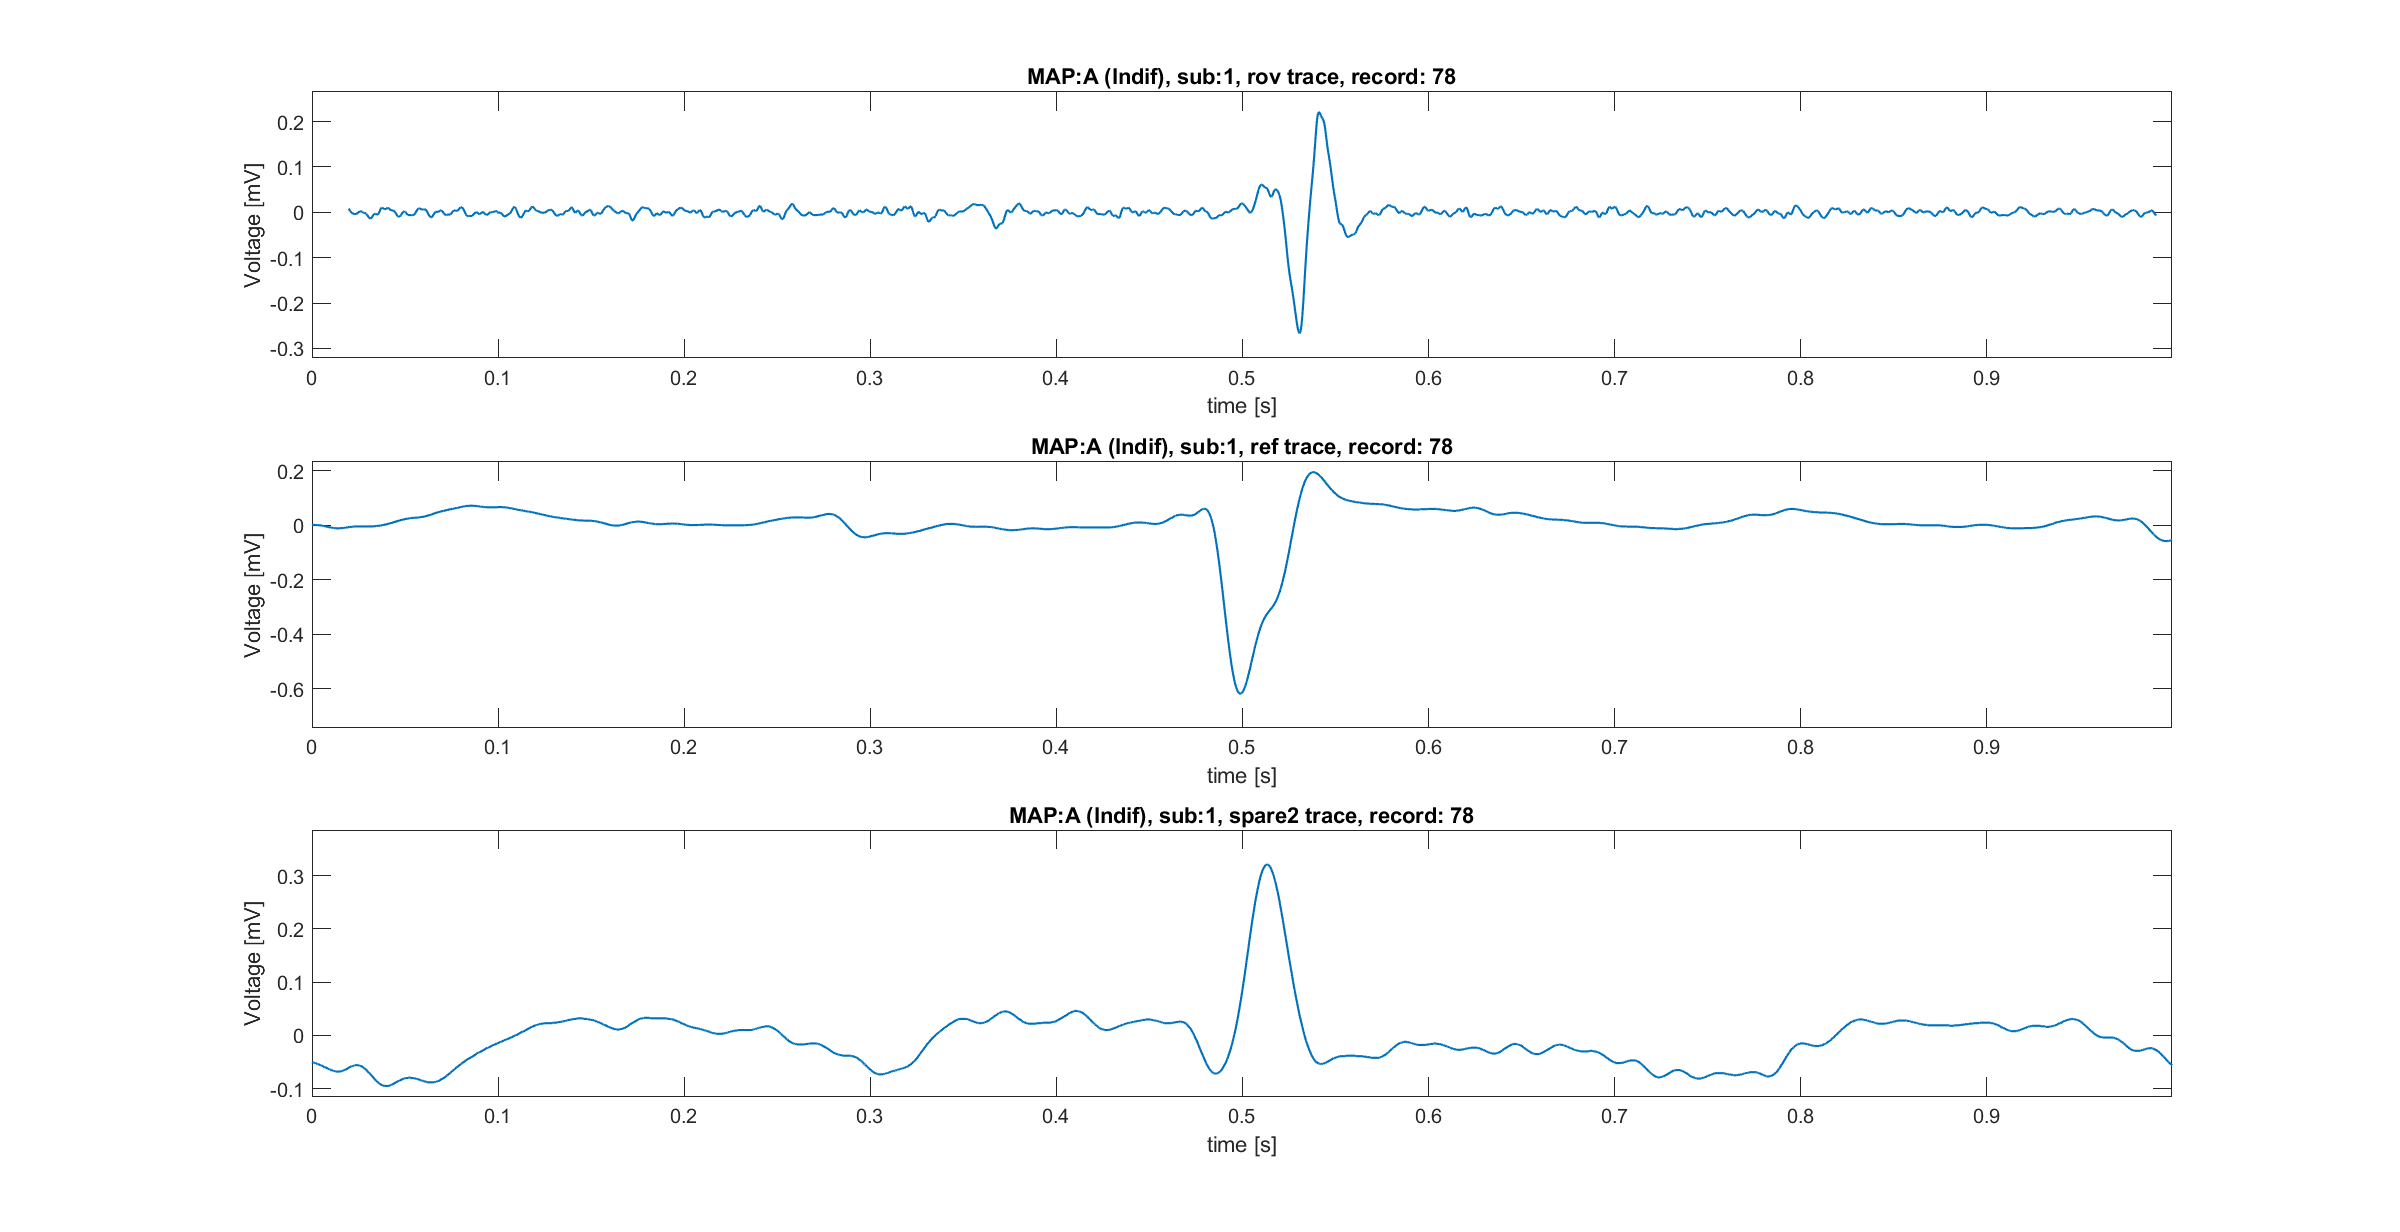 MAP:A (Indif), sub:1, rov trace, record: 78
0.2
0.1
0
-0.1
-0.2
-0.3
Voltage [mV]
0 0.1 0.2 0.3 0.4 0.5 0.6 0.7 0.8 0.9
time [s]
MAP:A (Indif), sub:1, ref trace, record: 78
0.2
0
-0.2
-0.4
-0.6
Voltage [mV]
0 0.1 0.2 0.3 0.4 0.5 0.6 0.7 0.8 0.9
time [s]
MAP:A (Indif), sub:1, spare2 trace, record: 78
0.3
0.2
0.1
0
-0.1
Voltage [mV]
0 0.1 0.2 0.3 0.4 0.5 0.6 0.7 0.8 0.9
time [s]